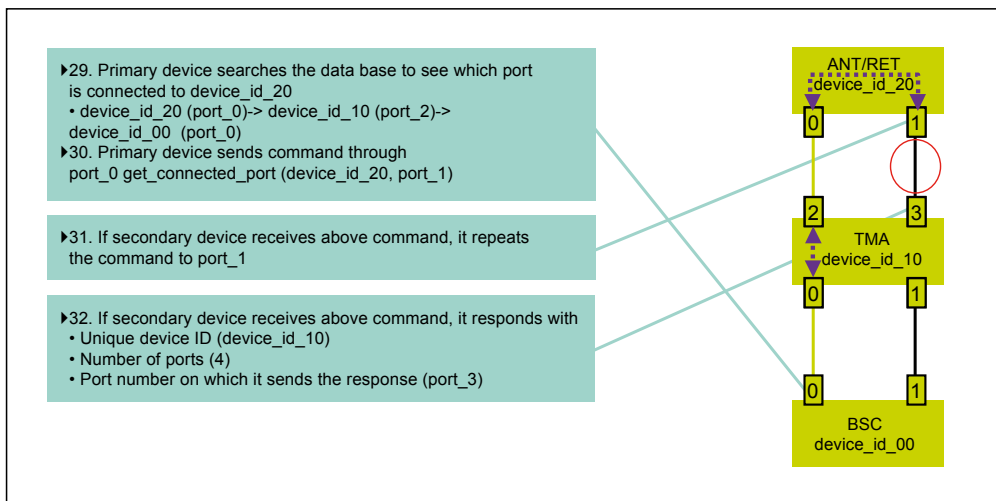 ▸29. Primary device searches the data base to see which port
is connected to device_id_20
• device_id_20 (port_0)-> device_id_10 (port_2)->
device_id_00 (port_0)
▸30. Primary device sends command through
port_0 get_connected_port (device_id_20, port_1)
▸31. If secondary device receives above command, it repeats
the command to port_1
▸32. If secondary device receives above command, it responds with
• Unique device ID (device_id_10)
• Number of ports (4)
• Port number on which it sends the response (port_3)
ANT/RET
device_id_20
0 1
2 3
TMA
device_id_10
0 1
0 1
BSC
device_id_00